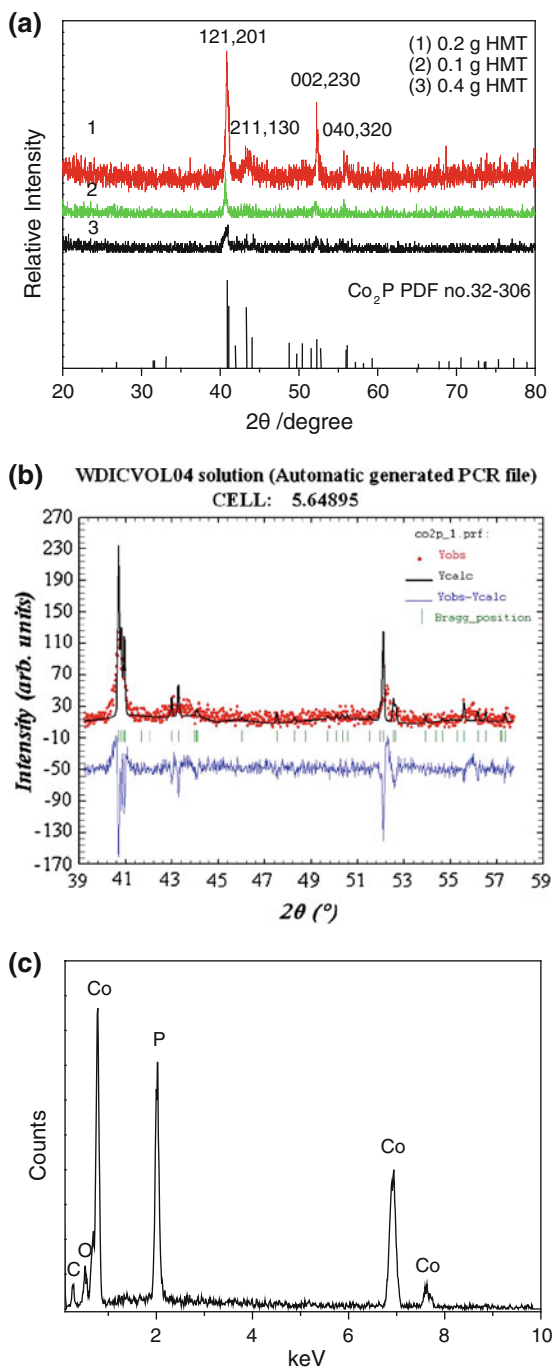 (a)
121,201
(1) 0.2 g HMT
(2) 0.1 g HMT
(3) 0.4 g HMT
002,230
211,130
040,320
1
2
3
Relative Intensity
Co₂P PDF no.32-306
20 30 40 50 60 70 80
2θ /degree
(b)
WDICVOL04 solution (Automatic generated PCR file)
CELL: 5.64895
270
230
190
150
110
70
30
-10
-50
-90
-130
-170
co2p_1.prf:
Yobs
Ycalc
Yobs-Ycalc
Bragg_position
Intensity (arb. units)
39 41 43 45 47 49 51 53 55 57 59
2θ (°)
(c)
Co
P
Co
Co
O
C
Counts
2 4 6 8 10
keV